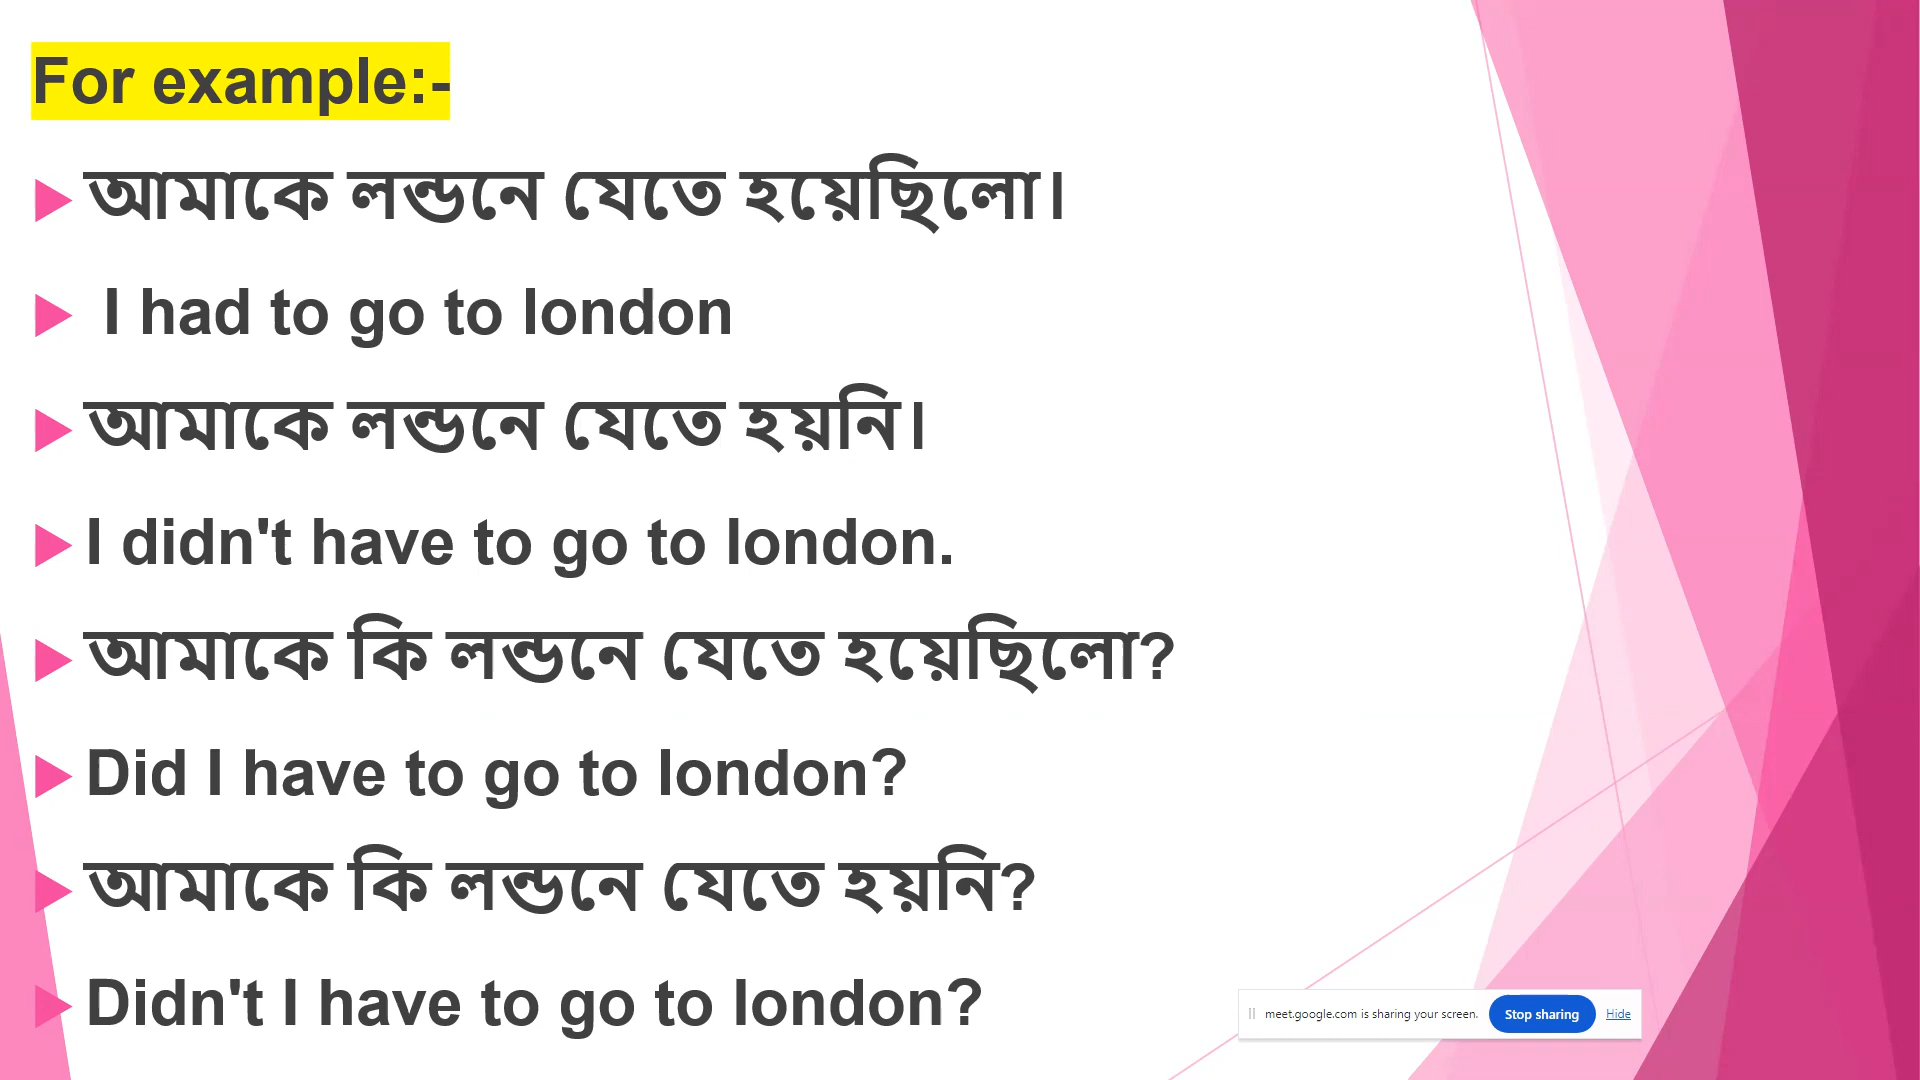 For example:-
আমাকে লন্ডনে যেতে হয়েছিলো।
I had to go to london
আমাকে লন্ডনে যেতে হয়নি।
I didn't have to go to london.
আমাকে কি লন্ডনে যেতে হয়েছিলো?
Did I have to go to london?
আমাকে কি লন্ডনে যেতে হয়নি?
Didn't I have to go to london?
meet.google.com is sharing your screen. Stop sharing Hide